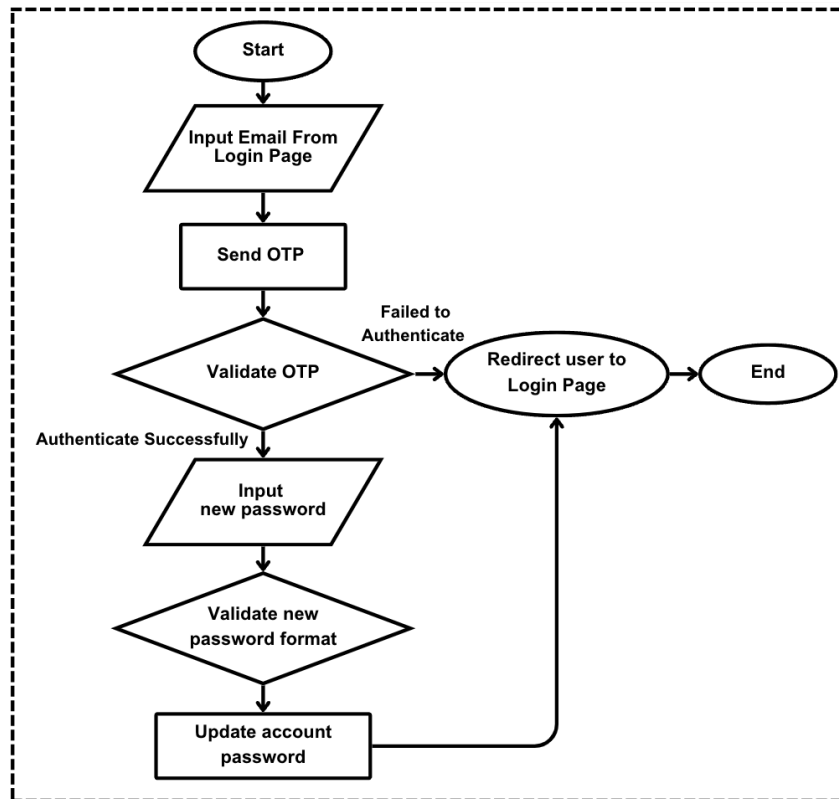 Start
Input Email From
Login Page
Send OTP
Failed to
Authenticate
Validate OTP
Redirect user to
Login Page
End
Authenticate Successfully
Input
new password
Validate new
password format
Update account
password